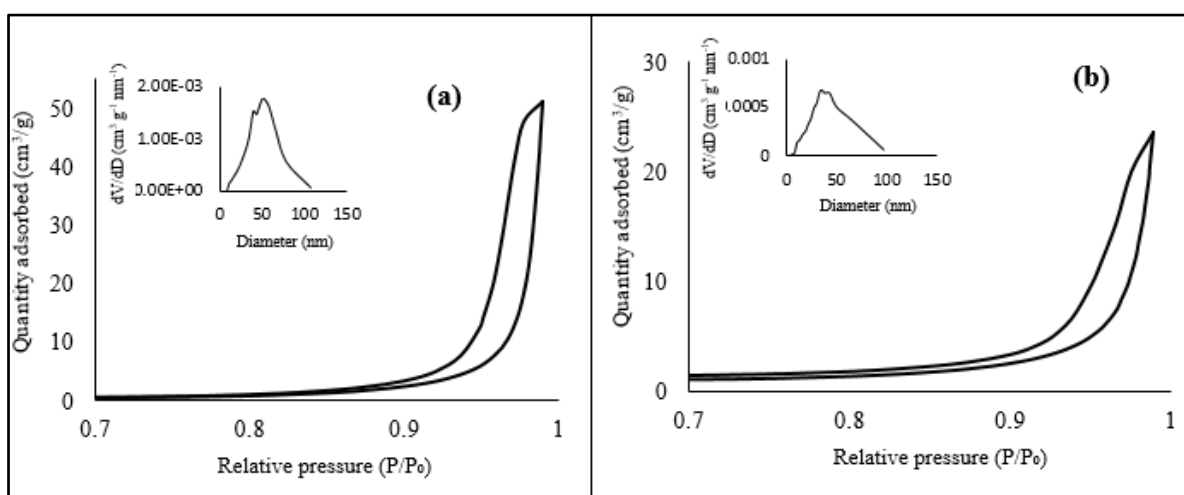 (a)
Quantity adsorbed (cm³/g)
50
40
30
20
10
0
0.7
0.8
0.9
1
Relative pressure (P/P₀)
dV/dD (cm³ g⁻¹ nm⁻¹)
2.00E-03
1.00E-03
0.00E+00
0
50
100
150
Diameter (nm)
(b)
Quantity adsorbed (cm³/g)
30
20
10
0
0.7
0.8
0.9
1
Relative pressure (P/P₀)
dV/dD (cm³ g⁻¹ nm⁻¹)
0.001
0.0005
0
0
50
100
150
Diameter (nm)